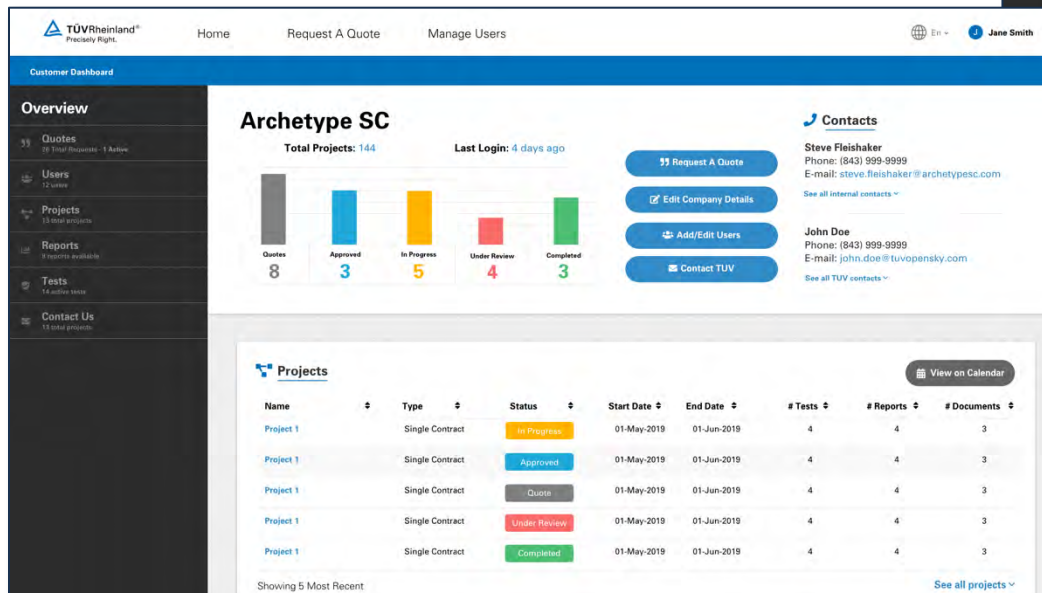 TÜVRheinland®
Precisely Right.
Home
Request A Quote
Manage Users
En
J
Jane Smith
Customer Dashboard
Overview
Quotes
26 Total Requests - 1 Active
Users
12 users
Projects
13 total projects
Reports
9 reports available
Tests
14 active tests
Contact Us
13 total projects
Archetype SC
Total Projects: 144
Last Login: 4 days ago
Quotes
8
Approved
3
In Progress
5
Under Review
4
Completed
3
Request A Quote
Edit Company Details
Add/Edit Users
Contact TUV
Contacts
Steve Fleishaker
Phone: (843) 999-9999
E-mail: steve.fleishaker@archetypesc.com
See all internal contacts
John Doe
Phone: (843) 999-9999
E-mail: john.doe@tuvopensky.com
See all TUV contacts
Projects
View on Calendar
Name Type Status Start Date End Date # Tests # Reports # Documents
Project 1 Single Contract In Progress 01-May-2019 01-Jun-2019 4 4 3
Project 1 Single Contract Approved 01-May-2019 01-Jun-2019 4 4 3
Project 1 Single Contract Quote 01-May-2019 01-Jun-2019 4 4 3
Project 1 Single Contract Under Review 01-May-2019 01-Jun-2019 4 4 3
Project 1 Single Contract Completed 01-May-2019 01-Jun-2019 4 4 3
Showing 5 Most Recent
See all projects